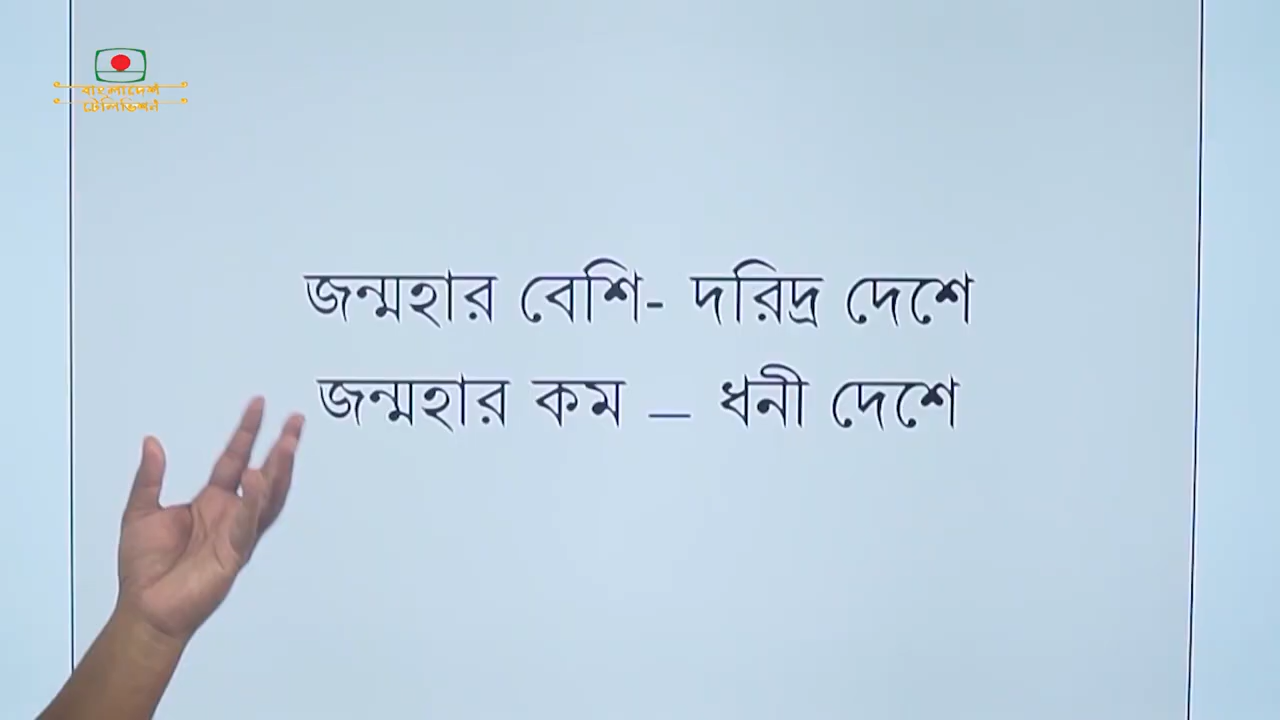 বাংলাদেশ
টেলিভিশন
জন্মহার বেশি- দরিদ্র দেশে
জন্মহার কম – ধনী দেশে